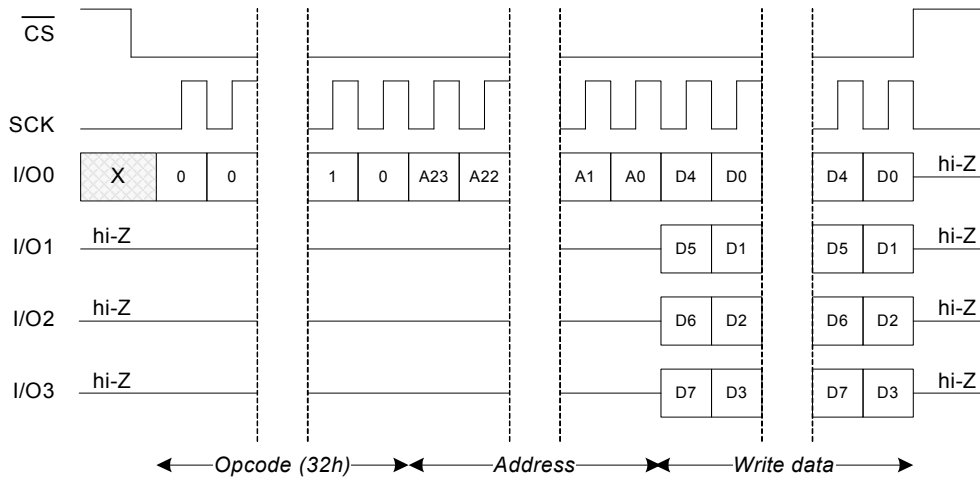 CS
SCK
I/O0 X 0 0 1 0 A23 A22 A1 A0 D4 D0 D4 D0 hi-Z
I/O1 hi-Z D5 D1 D5 D1 hi-Z
I/O2 hi-Z D6 D2 D6 D2 hi-Z
I/O3 hi-Z D7 D3 D7 D3 hi-Z
Opcode (32h) Address Write data